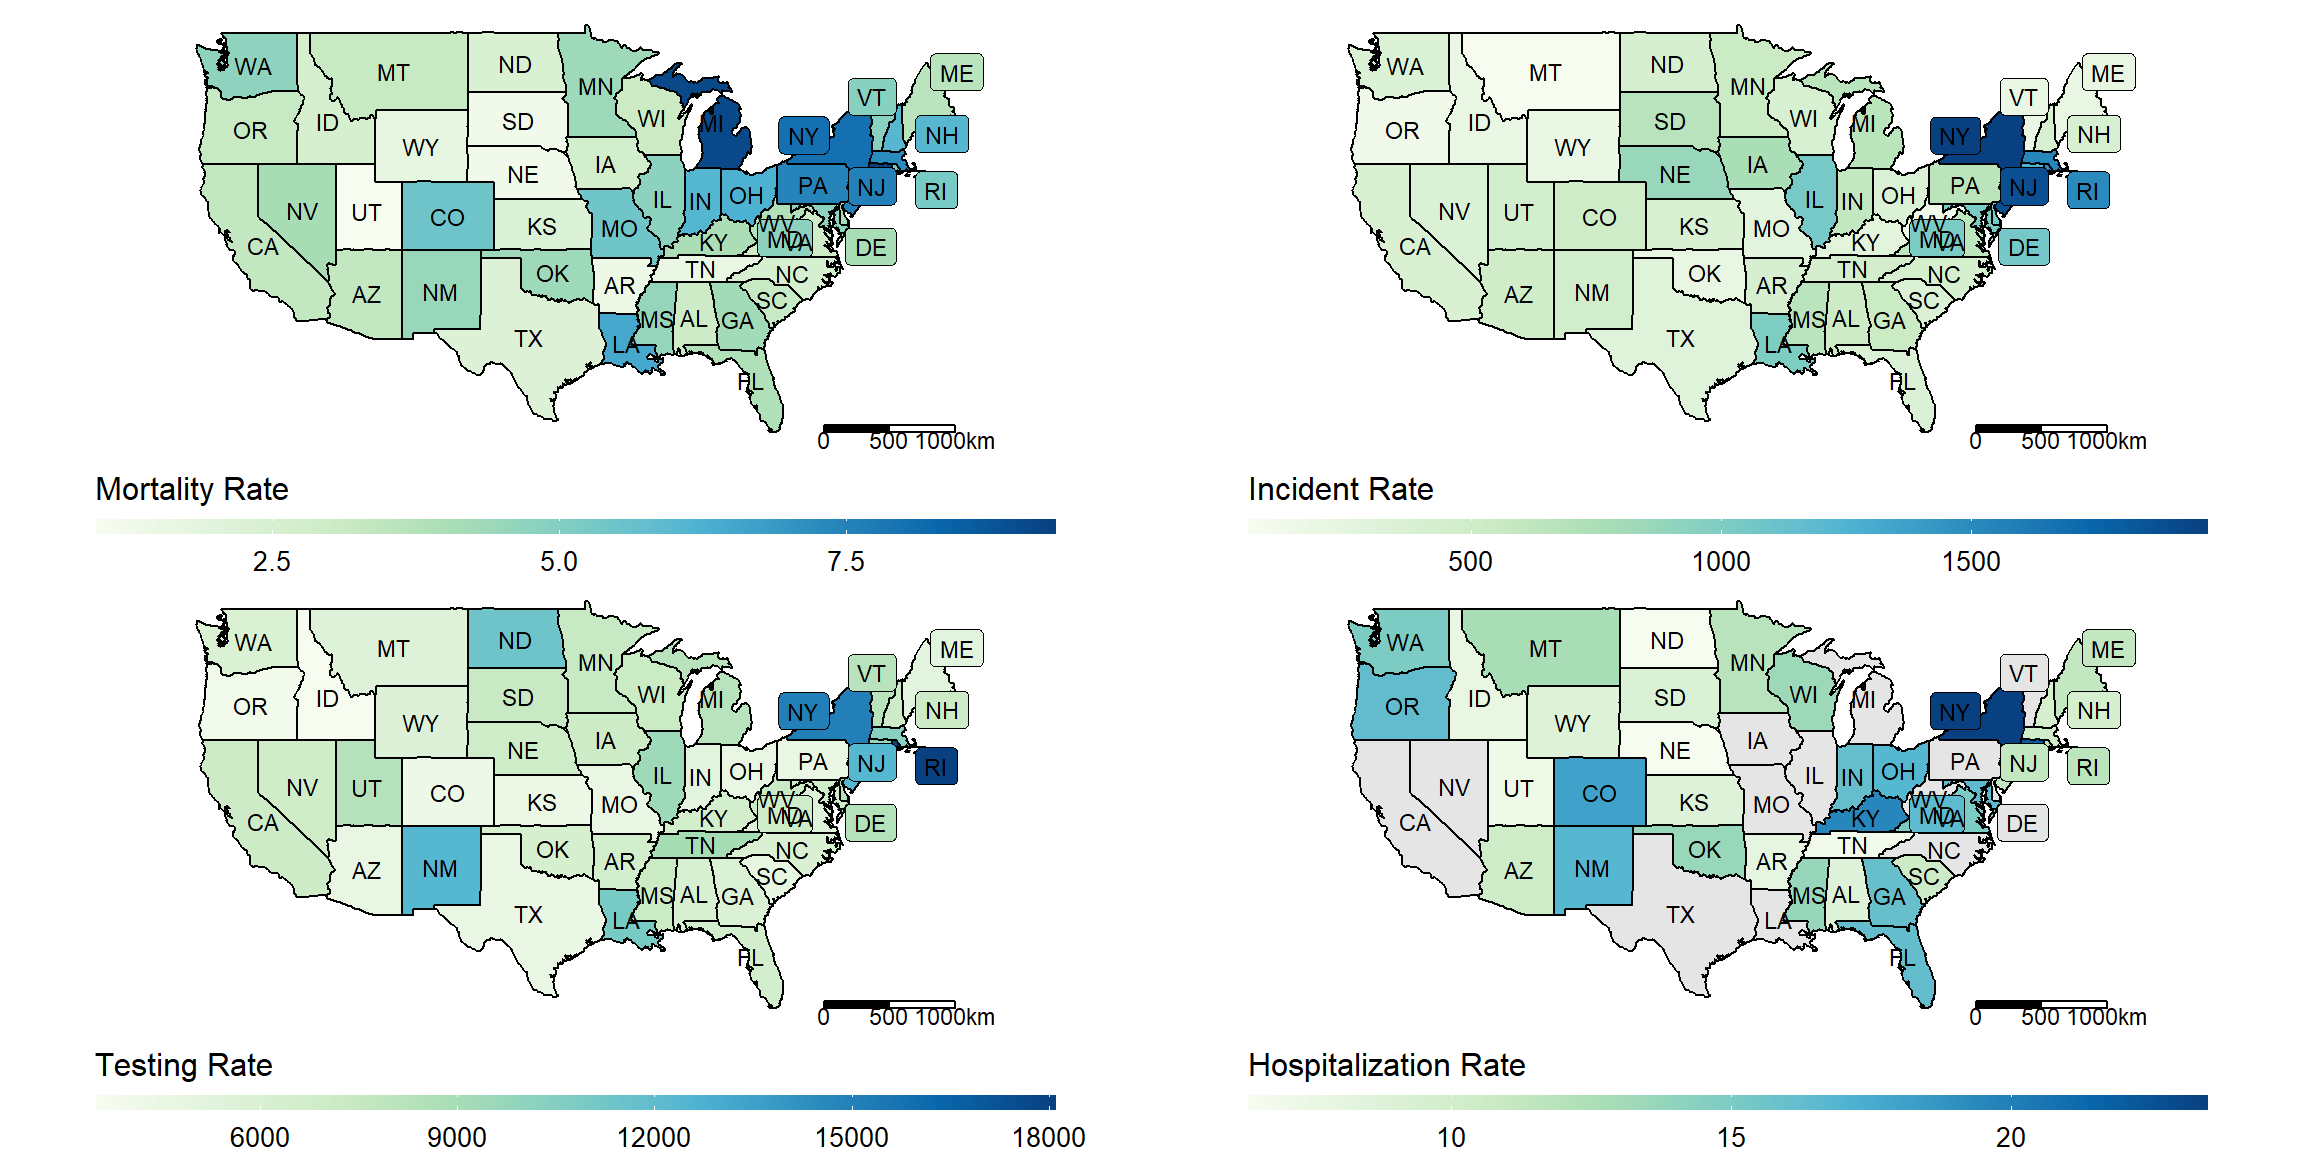 WA
MT
ND
MN
ME
VT
OR
ID
SD
WI
MI
NY
NH
WY
IA
NE
PA
NJ
RI
NV
UT
CO
IL
IN
OH
KS
MO
WV
CA
KY
MD
VA
DE
AZ
NM
OK
AR
TN
NC
SC
TX
MS
AL
GA
LA
FL
0 500 1000km
Mortality Rate
2.5 5.0 7.5
WA
MT
ND
MN
ME
VT
OR
ID
SD
WI
MI
NY
NH
WY
IA
NE
PA
NJ
RI
NV
UT
CO
IL
IN
OH
KS
MO
WV
CA
KY
MD
VA
DE
AZ
NM
OK
AR
TN
NC
SC
TX
MS
AL
GA
LA
FL
0 500 1000km
Incident Rate
500 1000 1500
WA
MT
ND
MN
ME
VT
OR
ID
SD
WI
MI
NY
NH
WY
IA
NE
PA
NJ
RI
NV
UT
CO
IL
IN
OH
KS
MO
WV
CA
KY
MD
VA
DE
AZ
NM
OK
AR
TN
NC
SC
TX
MS
AL
GA
LA
FL
0 500 1000km
Testing Rate
6000 9000 12000 15000 18000
WA
MT
ND
MN
ME
VT
OR
ID
SD
WI
MI
NY
NH
WY
IA
NE
PA
NJ
RI
NV
UT
CO
IL
IN
OH
KS
MO
WV
CA
KY
MD
VA
DE
AZ
NM
OK
AR
TN
NC
SC
TX
MS
AL
GA
LA
FL
0 500 1000km
Hospitalization Rate
10 15 20